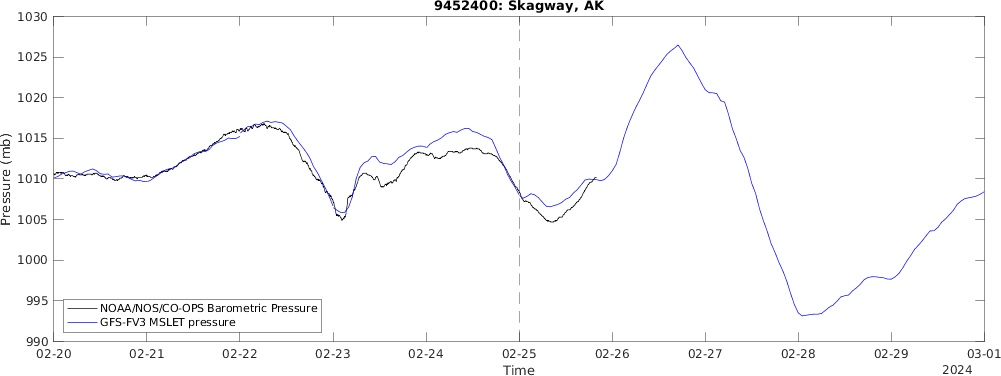 9452400: Skagway, AK
Pressure (mb)
1030
1025
1020
1015
1010
1005
1000
995
990
NOAA/NOS/CO-OPS Barometric Pressure
GFS-FV3 MSLET pressure
02-20 02-21 02-22 02-23 02-24 02-25 02-26 02-27 02-28 02-29 03-01
Time
2024